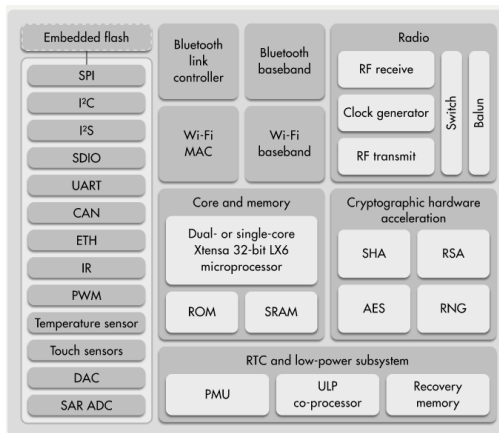 Embedded flash
SPI
I²C
I²S
SDIO
UART
CAN
ETH
IR
PWM
Temperature sensor
Touch sensors
DAC
SAR ADC
Bluetooth
link
controller
Bluetooth
baseband
Wi-Fi
MAC
Wi-Fi
baseband
Radio
RF receive
Clock generator
RF transmit
Switch
Balun
Core and memory
Dual- or single-core
Xtensa 32-bit LX6
microprocessor
ROM
SRAM
Cryptographic hardware
acceleration
SHA
RSA
AES
RNG
RTC and low-power subsystem
PMU
ULP
co-processor
Recovery
memory